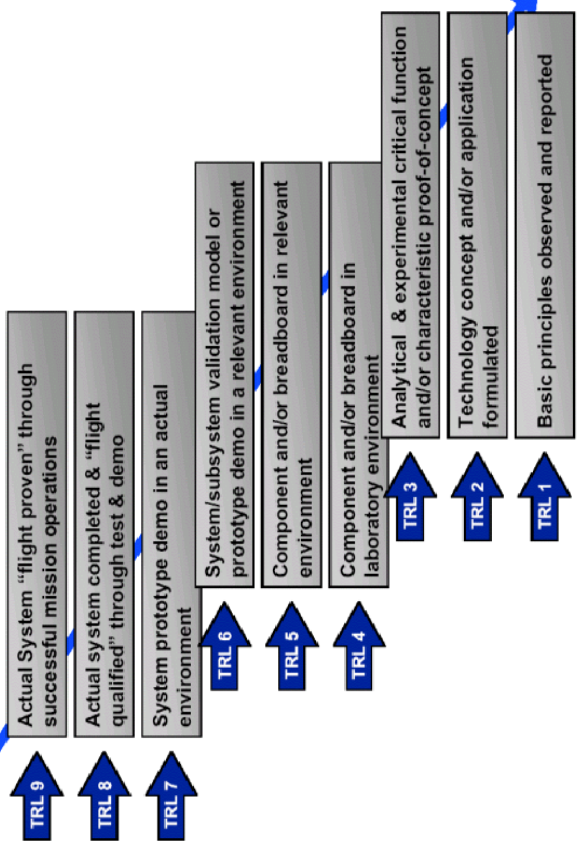 TRL 9
Actual System “flight proven” through
successful mission operations
TRL 8
Actual system completed & “flight
qualified” through test & demo
TRL 7
System prototype demo in an actual
environment
TRL 6
System/subsystem validation model or
prototype demo in a relevant environment
TRL 5
Component and/or breadboard in relevant
environment
TRL 4
Component and/or breadboard in
laboratory environment
TRL 3
Analytical & experimental critical function
and/or characteristic proof-of-concept
TRL 2
Technology concept and/or application
formulated
TRL 1
Basic principles observed and reported